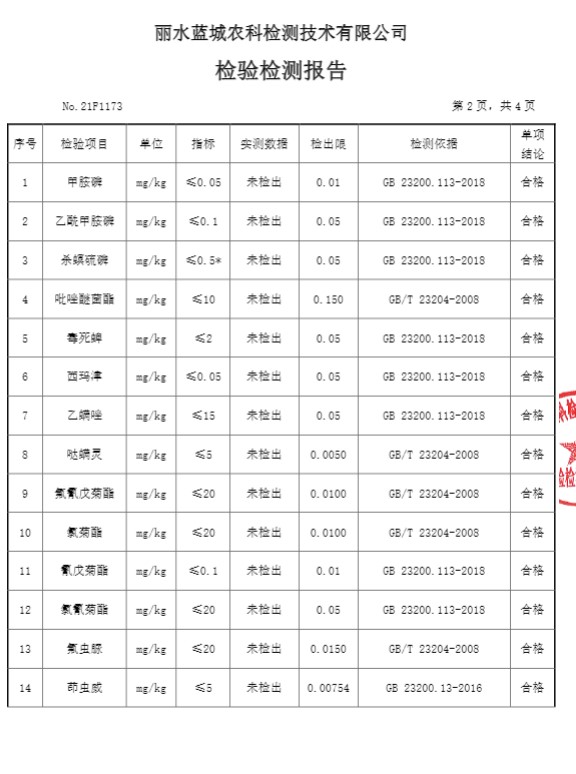 丽水蓝城农科检测技术有限公司
检验检测报告
No.21F1173 第 2 页，共 4 页
序号 检验项目 单位 指标 实测数据 检出限 检测依据 单项结论
1 甲胺磷 mg/kg ≤0.05 未检出 0.01 GB 23200.113-2018 合格
2 乙酰甲胺磷 mg/kg ≤0.1 未检出 0.05 GB 23200.113-2018 合格
3 杀螟硫磷 mg/kg ≤0.5* 未检出 0.05 GB 23200.113-2018 合格
4 吡唑醚菌酯 mg/kg ≤10 未检出 0.150 GB/T 23204-2008 合格
5 毒死蜱 mg/kg ≤2 未检出 0.05 GB 23200.113-2018 合格
6 西玛津 mg/kg ≤0.05 未检出 0.05 GB 23200.113-2018 合格
7 乙螨唑 mg/kg ≤15 未检出 0.05 GB 23200.113-2018 合格
8 哒螨灵 mg/kg ≤5 未检出 0.0050 GB/T 23204-2008 合格
9 氟氰戊菊酯 mg/kg ≤20 未检出 0.0100 GB/T 23204-2008 合格
10 氯菊酯 mg/kg ≤20 未检出 0.0100 GB/T 23204-2008 合格
11 氰戊菊酯 mg/kg ≤0.1 未检出 0.01 GB 23200.113-2018 合格
12 氯氰菊酯 mg/kg ≤20 未检出 0.05 GB 23200.113-2018 合格
13 氟虫脲 mg/kg ≤20 未检出 0.0150 GB/T 23204-2008 合格
14 茚虫威 mg/kg ≤5 未检出 0.00754 GB 23200.13-2016 合格